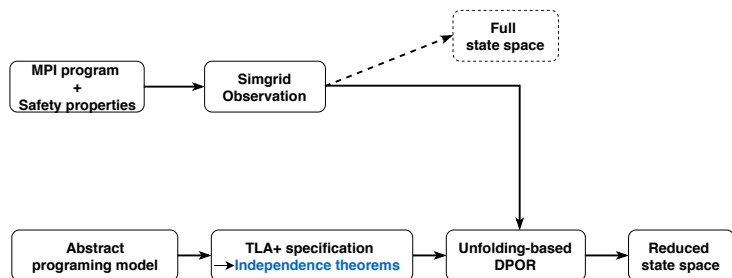 Full
state space
MPI program
+
Safety properties
Simgrid
Observation
Abstract
programing model
TLA+ specification
→Independence theorems
Unfolding-based
DPOR
Reduced
state space